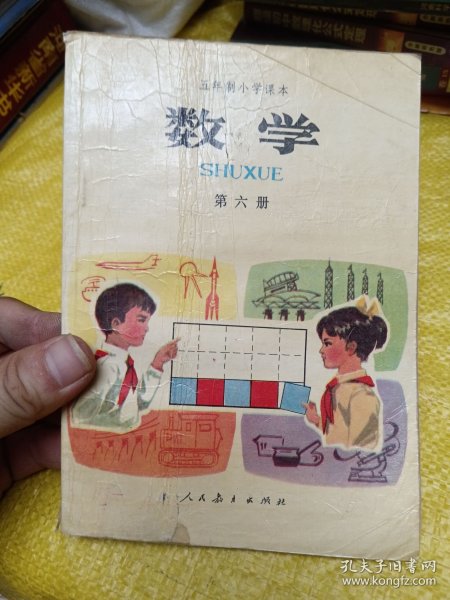 五年制小学课本
数学
SHUXUE
第六册
人民教育出版社
孔夫子旧书网
www.kongfz.com